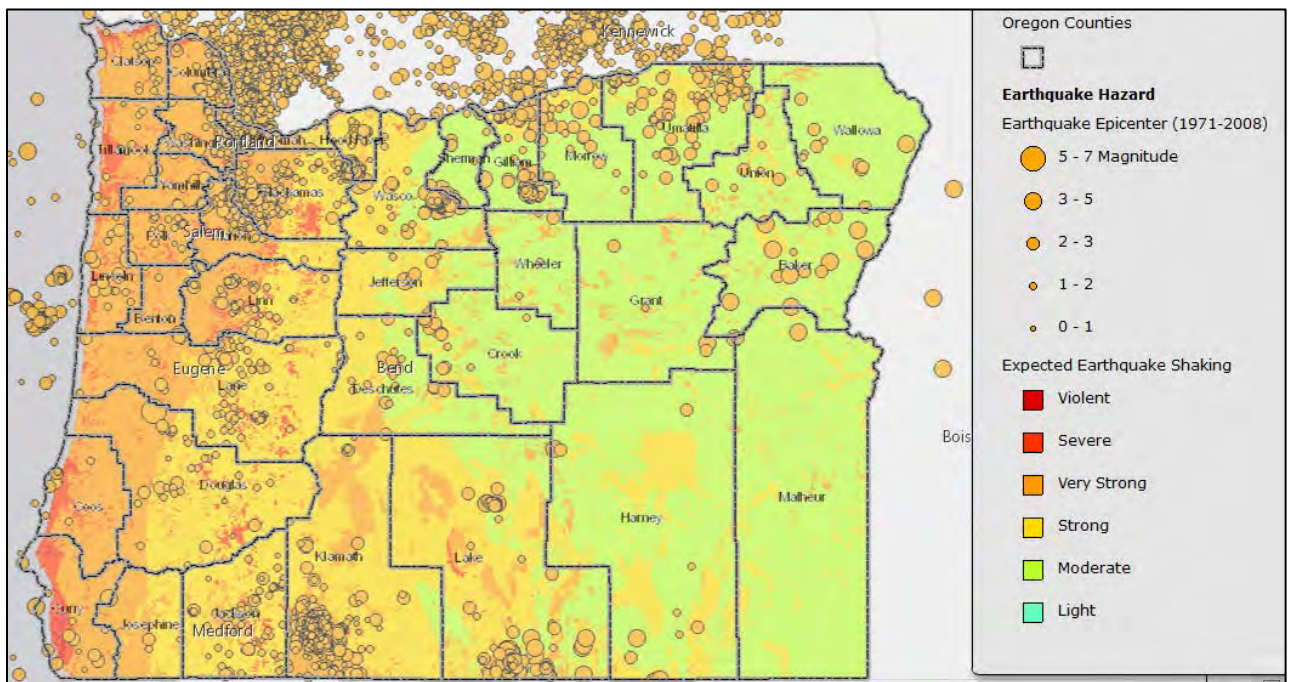 Kennewick
Clatsop
Columbia
Tillamook
Portland
Hood River
Sherman
Gilliam
Morrow
Umatilla
Wallowa
Union
Yamhill
Clackamas
Wasco
Polk
Salem
Marion
Wheeler
Baker
Lincoln
Jefferson
Linn
Grant
Benton
Crook
Eugene
Lane
Bend
Deschutes
Bois
Douglas
Coos
Malheur
Harney
Klamath
Lake
Curry
Josephine
Jackson
Medford
Oregon Counties
Earthquake Hazard
Earthquake Epicenter (1971-2008)
5 - 7 Magnitude
3 - 5
2 - 3
1 - 2
0 - 1
Expected Earthquake Shaking
Violent
Severe
Very Strong
Strong
Moderate
Light